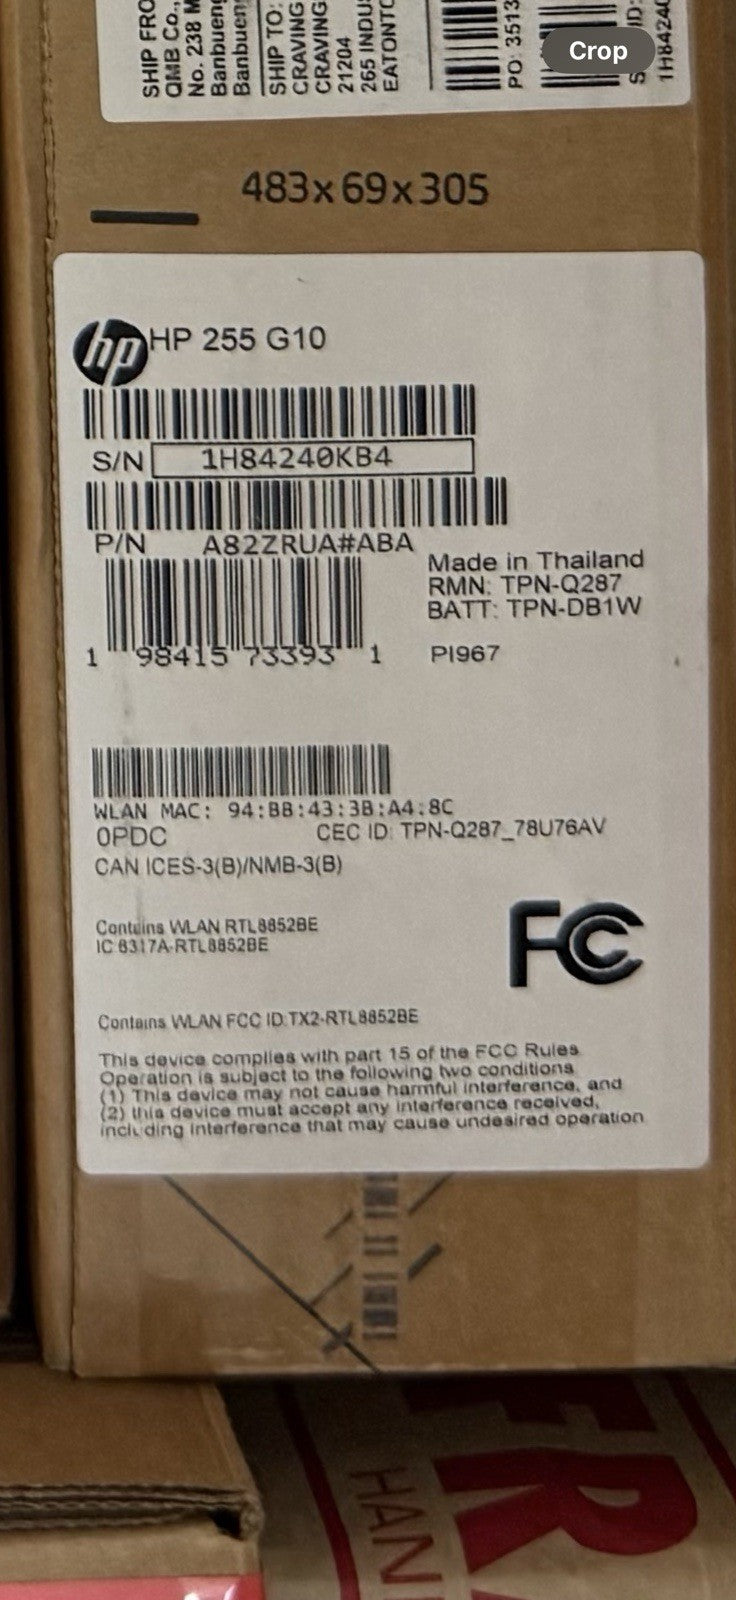 SHIP FRO
QMB Co.,
No. 238 M
Banbueng
Banbueng
SHIP TO:
CRAVING
CRAVING
21204
265 INDUS
EATONTO
PO: 3513
1H84240
Crop
483x69x305
hp HP 255 G10
S/N 1H84240KB4
P/N A82ZRUA#ABA
Made in Thailand
RMN: TPN-Q287
BATT: TPN-DB1W
1 98415 73393 1
PI967
WLAN MAC: 94:BB:43:3B:A4:8C
0PDC CEC ID: TPN-Q287_78U76AV
CAN ICES-3(B)/NMB-3(B)
Contains WLAN RTL8852BE
IC 6317A-RTL8852BE
FC
Contains WLAN FCC ID:TX2-RTL8852BE
This device complies with part 15 of the FCC Rules
Operation is subject to the following two conditions
(1) This device may not cause harmful interference, and
(2) this device must accept any interference received,
including interference that may cause undesired operation
HAN